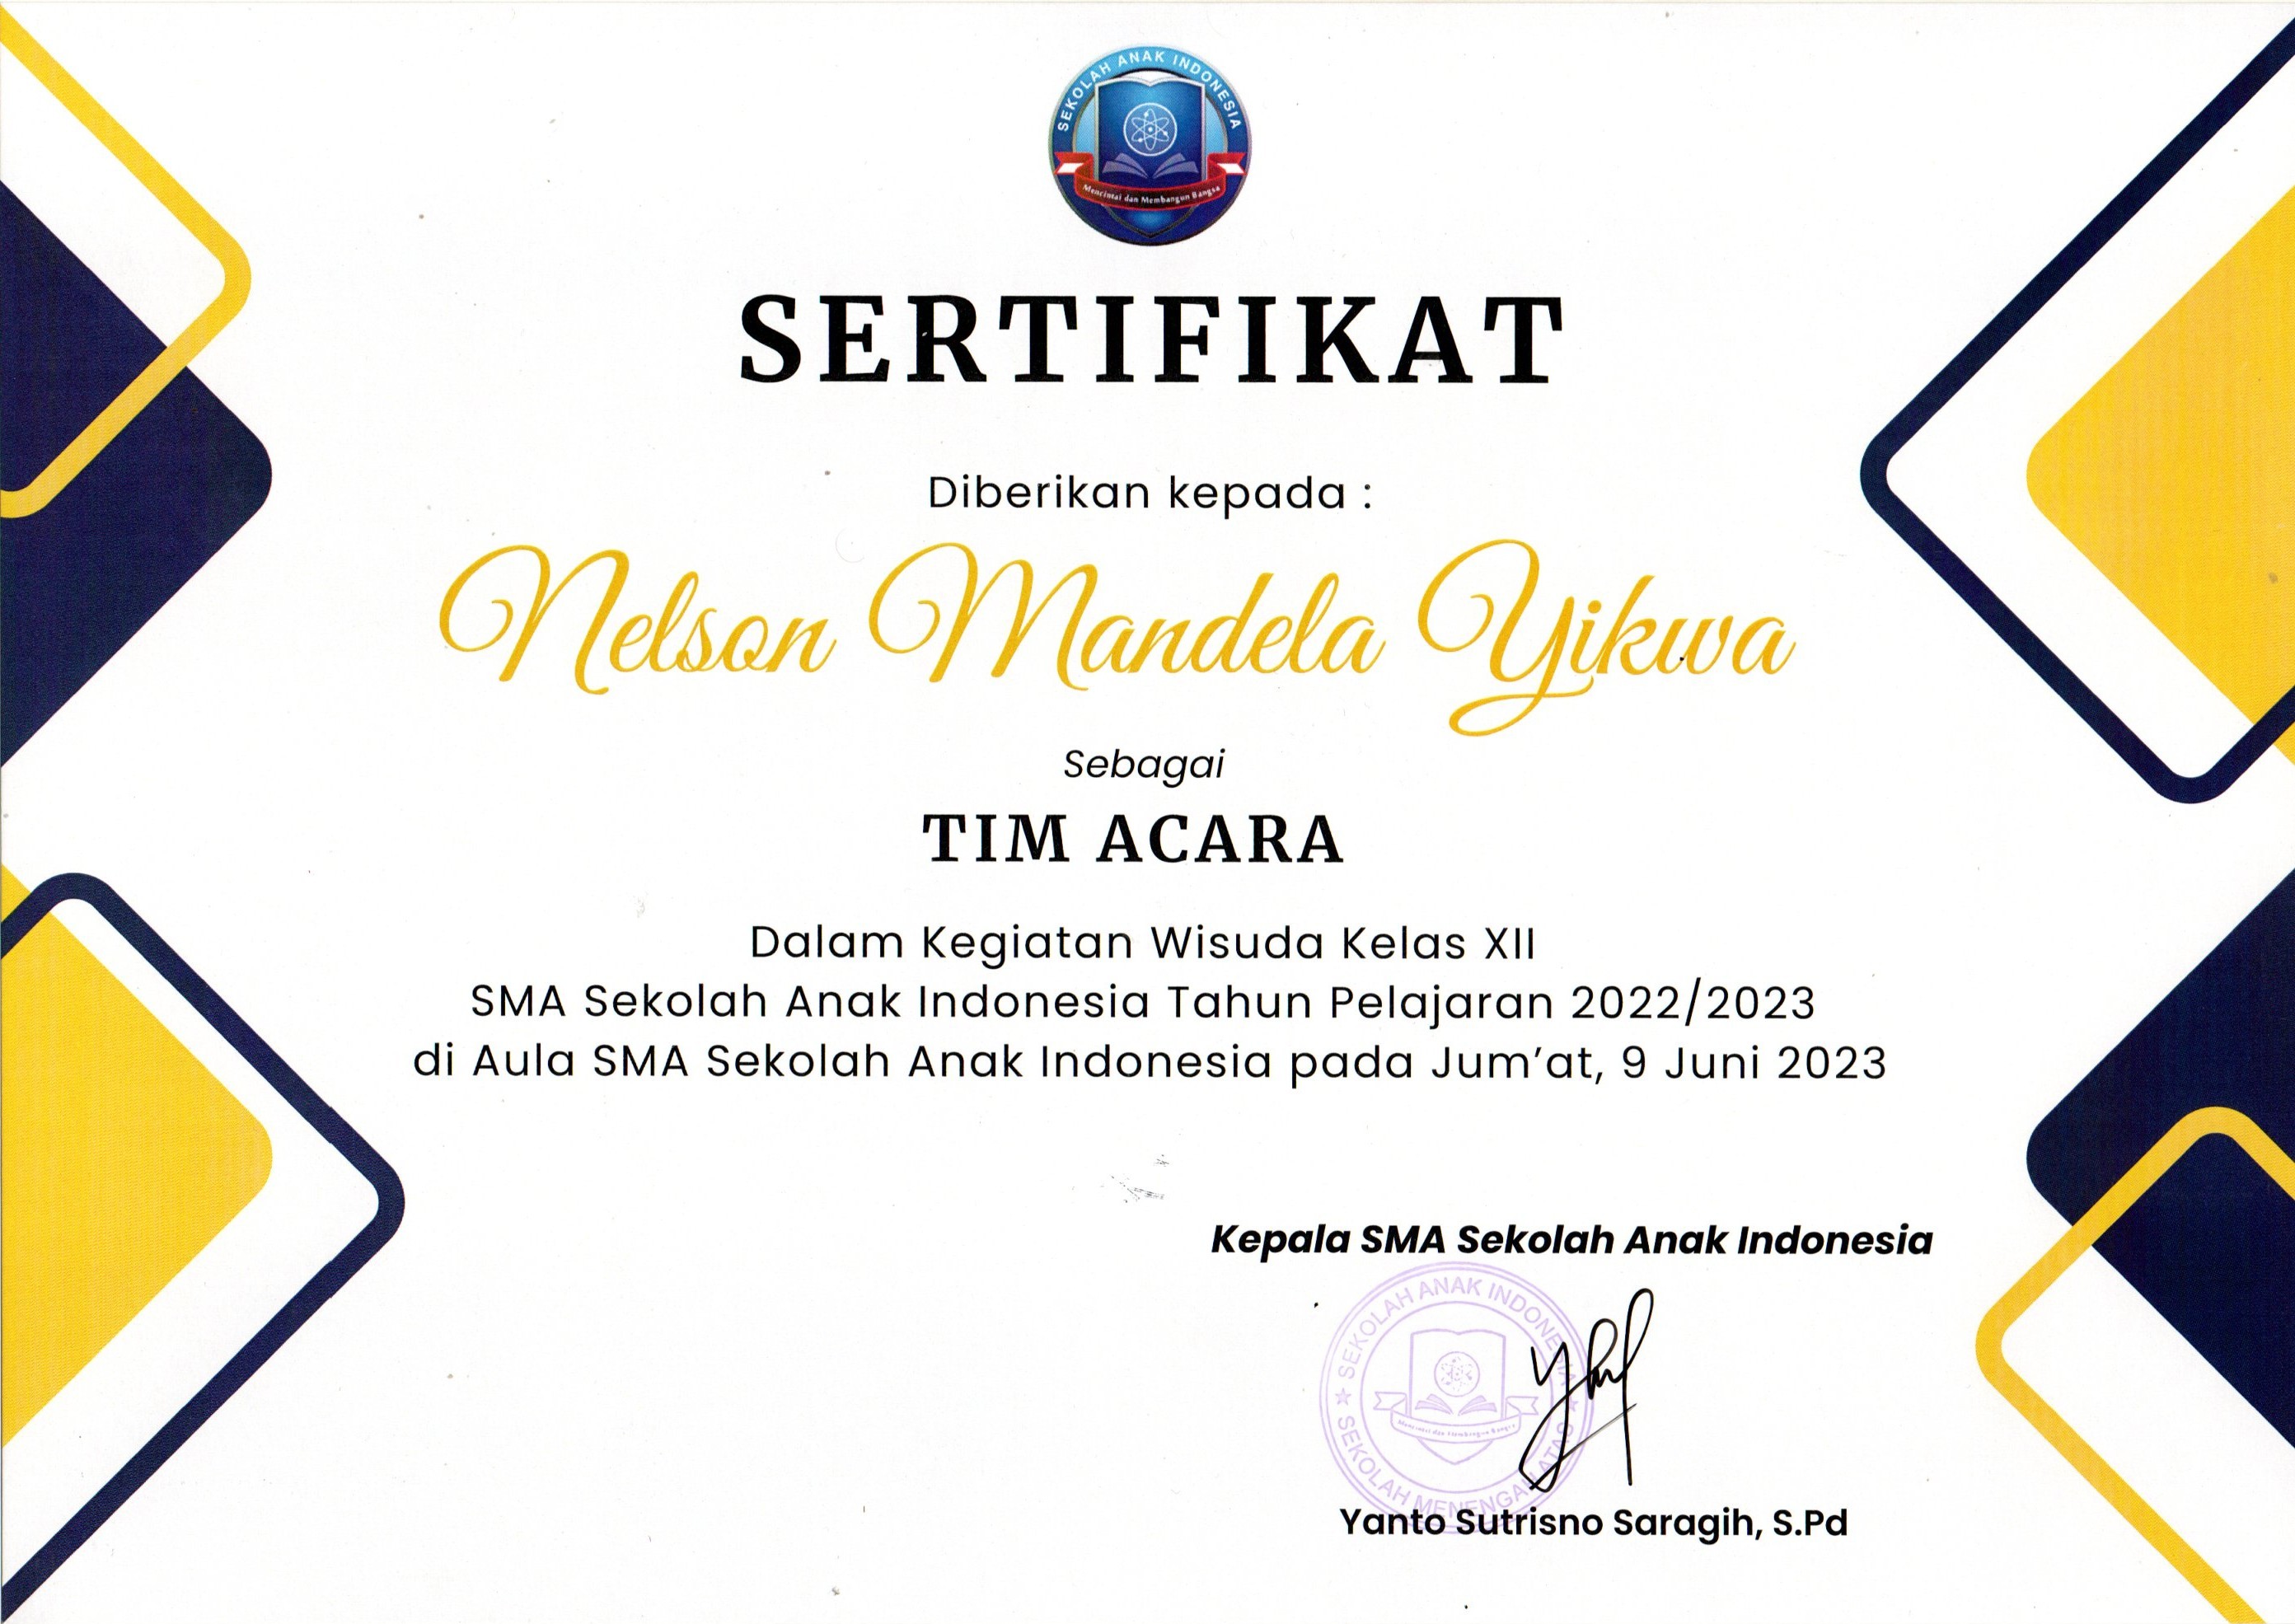 SEKOLAH ANAK INDONESIA
Mencintai dan Membangun Bangsa
SERTIFIKAT
Diberikan kepada :
Nelson Mandela Yikwa
Sebagai
TIM ACARA
Dalam Kegiatan Wisuda Kelas XII
SMA Sekolah Anak Indonesia Tahun Pelajaran 2022/2023
di Aula SMA Sekolah Anak Indonesia pada Jum’at, 9 Juni 2023
Kepala SMA Sekolah Anak Indonesia
SEKOLAH ANAK INDONESIA
Mencintai dan Membangun Bangsa
SEKOLAH MENENGAH ATAS
Yanto Sutrisno Saragih, S.Pd